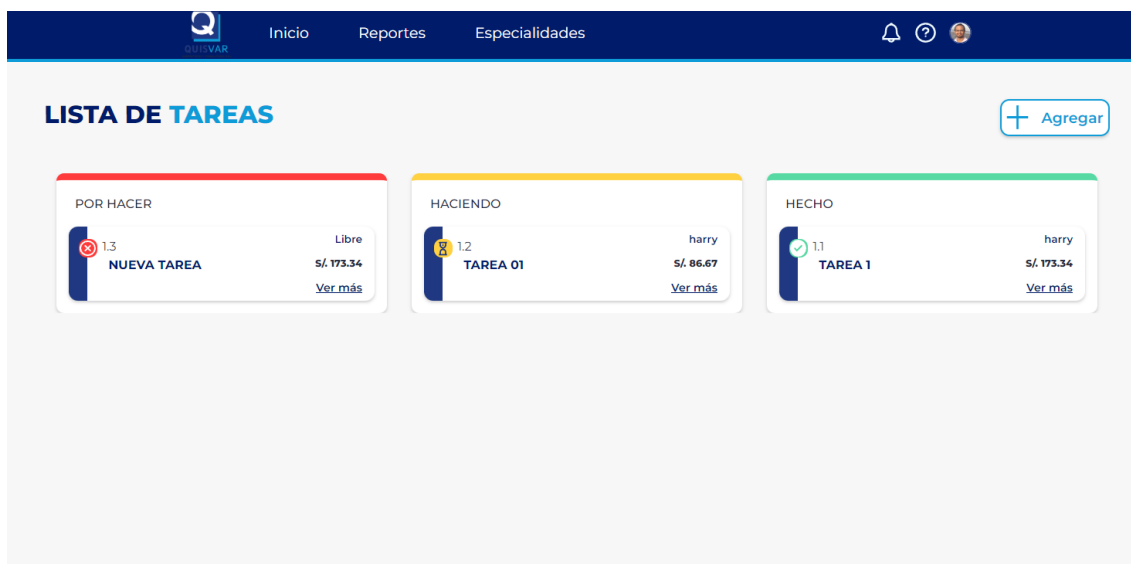 QUISVAR
Inicio
Reportes
Especialidades
LISTA DE TAREAS
Agregar
POR HACER
1.3
Libre
NUEVA TAREA
S/. 173.34
Ver más
HACIENDO
1.2
harry
TAREA 01
S/. 86.67
Ver más
HECHO
1.1
harry
TAREA 1
S/. 173.34
Ver más